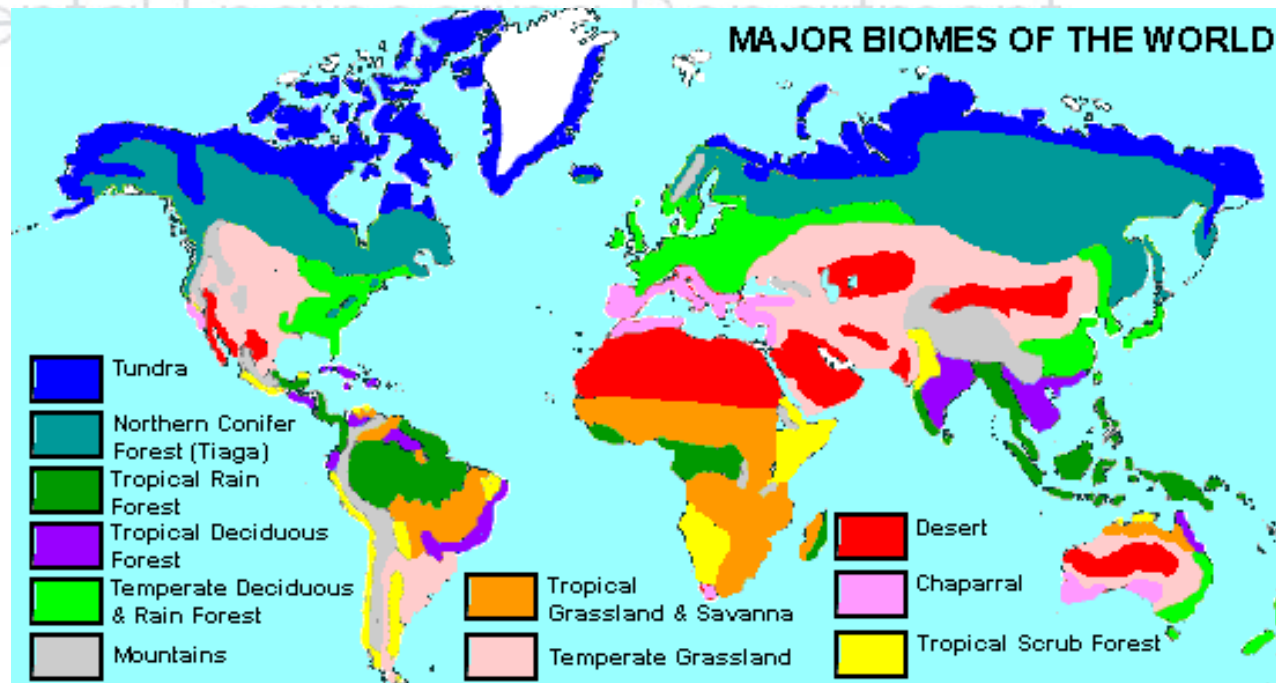 MAJOR BIOMES OF THE WORLD
Tundra
Northern Conifer
Forest (Tiaga)
Tropical Rain
Forest
Tropical Deciduous
Forest
Temperate Deciduous
& Rain Forest
Mountains
Tropical
Grassland & Savanna
Temperate Grassland
Desert
Chaparral
Tropical Scrub Forest